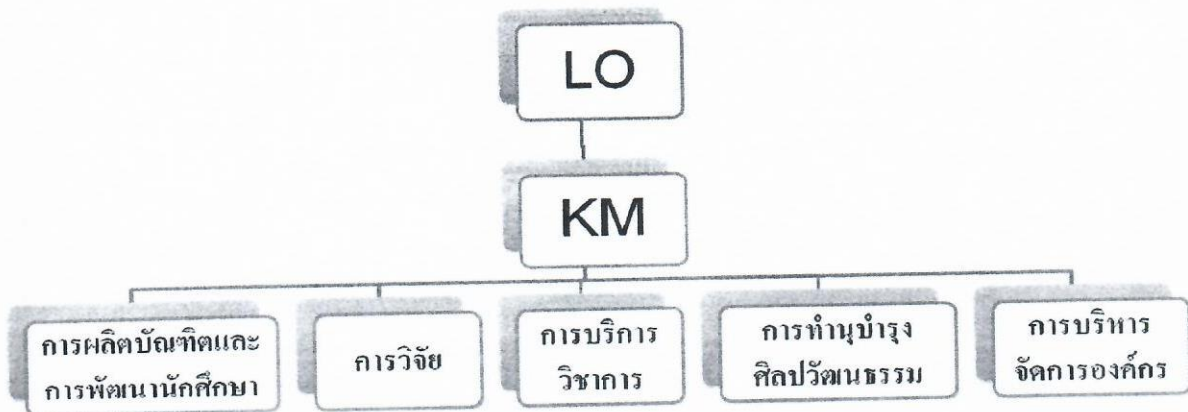 LO
KM
การผลิตบัณฑิตและ
การพัฒนานักศึกษา
การวิจัย
การบริการ
วิชาการ
การทำนุบำรุง
ศิลปวัฒนธรรม
การบริหาร
จัดการองค์กร